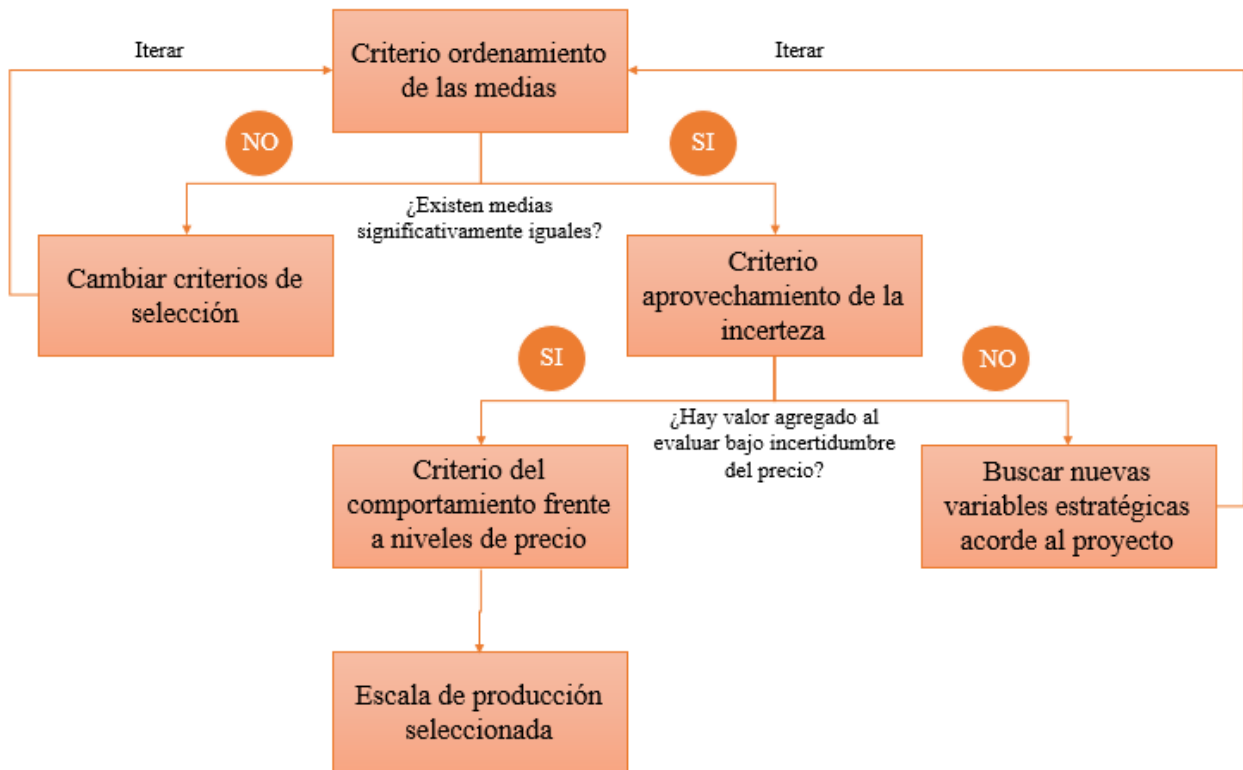 Iterar
Criterio ordenamiento
de las medias
Iterar
NO
SI
¿Existen medias
significativamente iguales?
Cambiar criterios de
selección
Criterio
aprovechamiento de la
incerteza
SI
NO
¿Hay valor agregado al
evaluar bajo incertidumbre
del precio?
Criterio del
comportamiento frente
a niveles de precio
Buscar nuevas
variables estratégicas
acorde al proyecto
Escala de producción
seleccionada